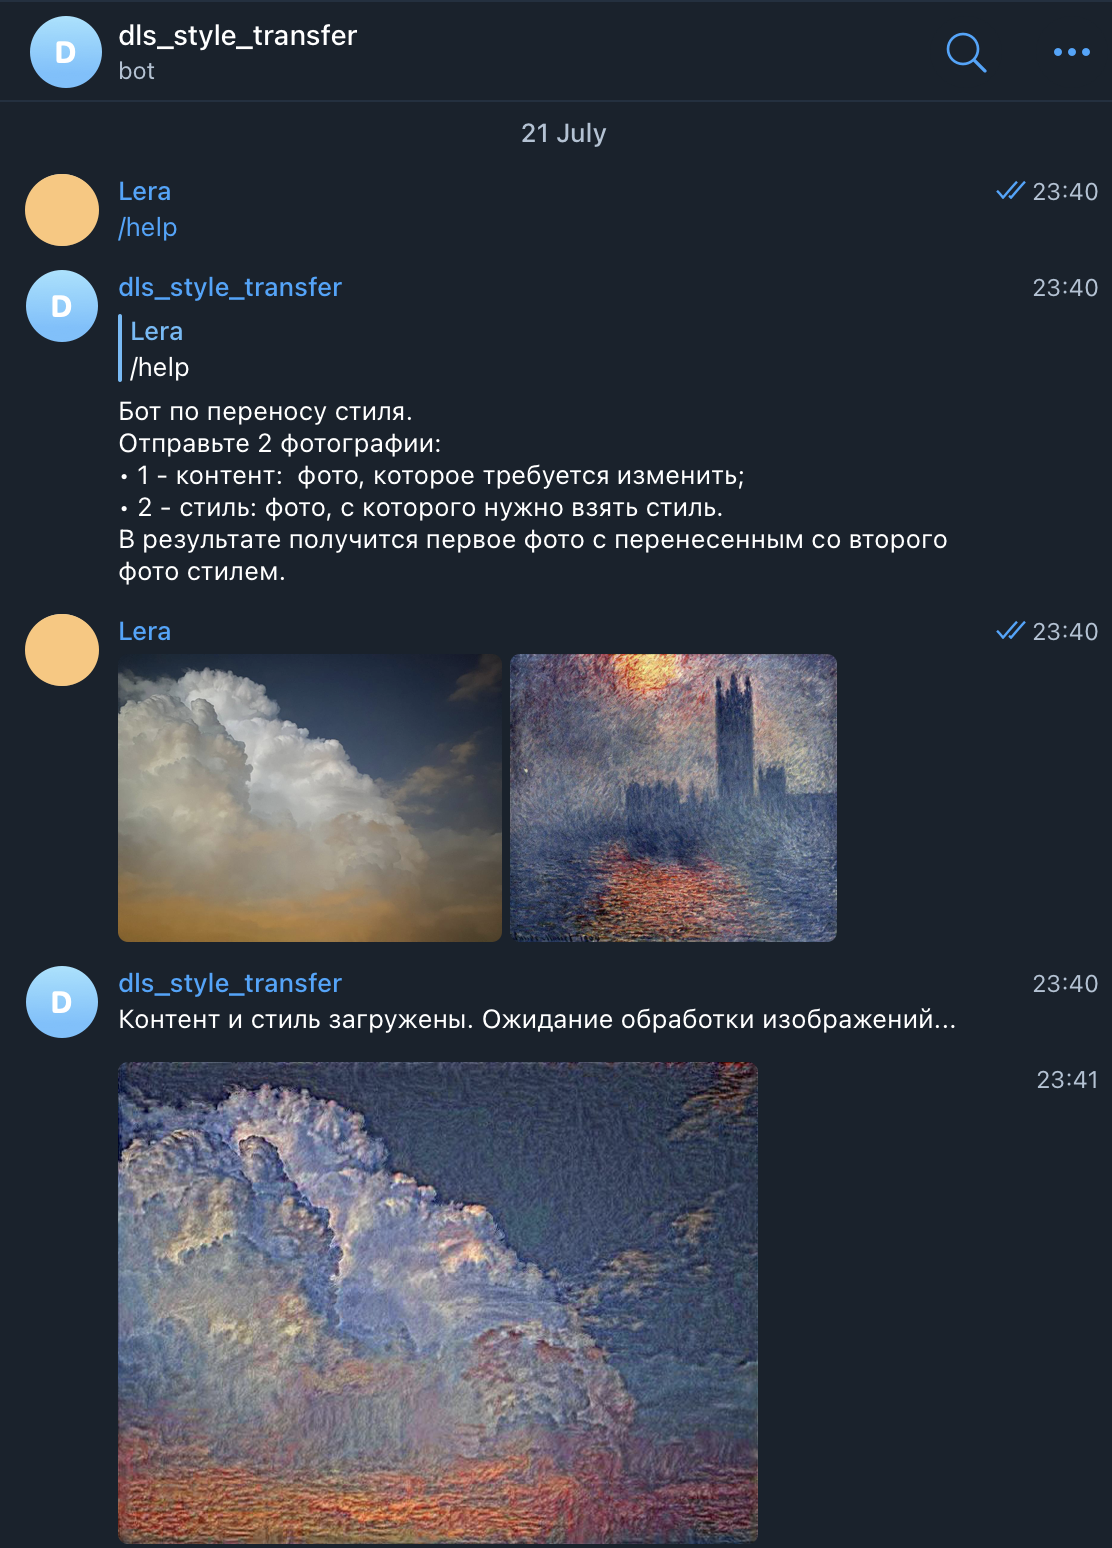 D
dls_style_transfer
bot
21 July
Lera 23:40
/help
D
dls_style_transfer 23:40
Lera
/help
Бот по переносу стиля.
Отправьте 2 фотографии:
• 1 - контент:  фото, которое требуется изменить;
• 2 - стиль: фото, с которого нужно взять стиль.
В результате получится первое фото с перенесенным со второго
фото стилем.
Lera 23:40
D
dls_style_transfer 23:40
Контент и стиль загружены. Ожидание обработки изображений...
23:41